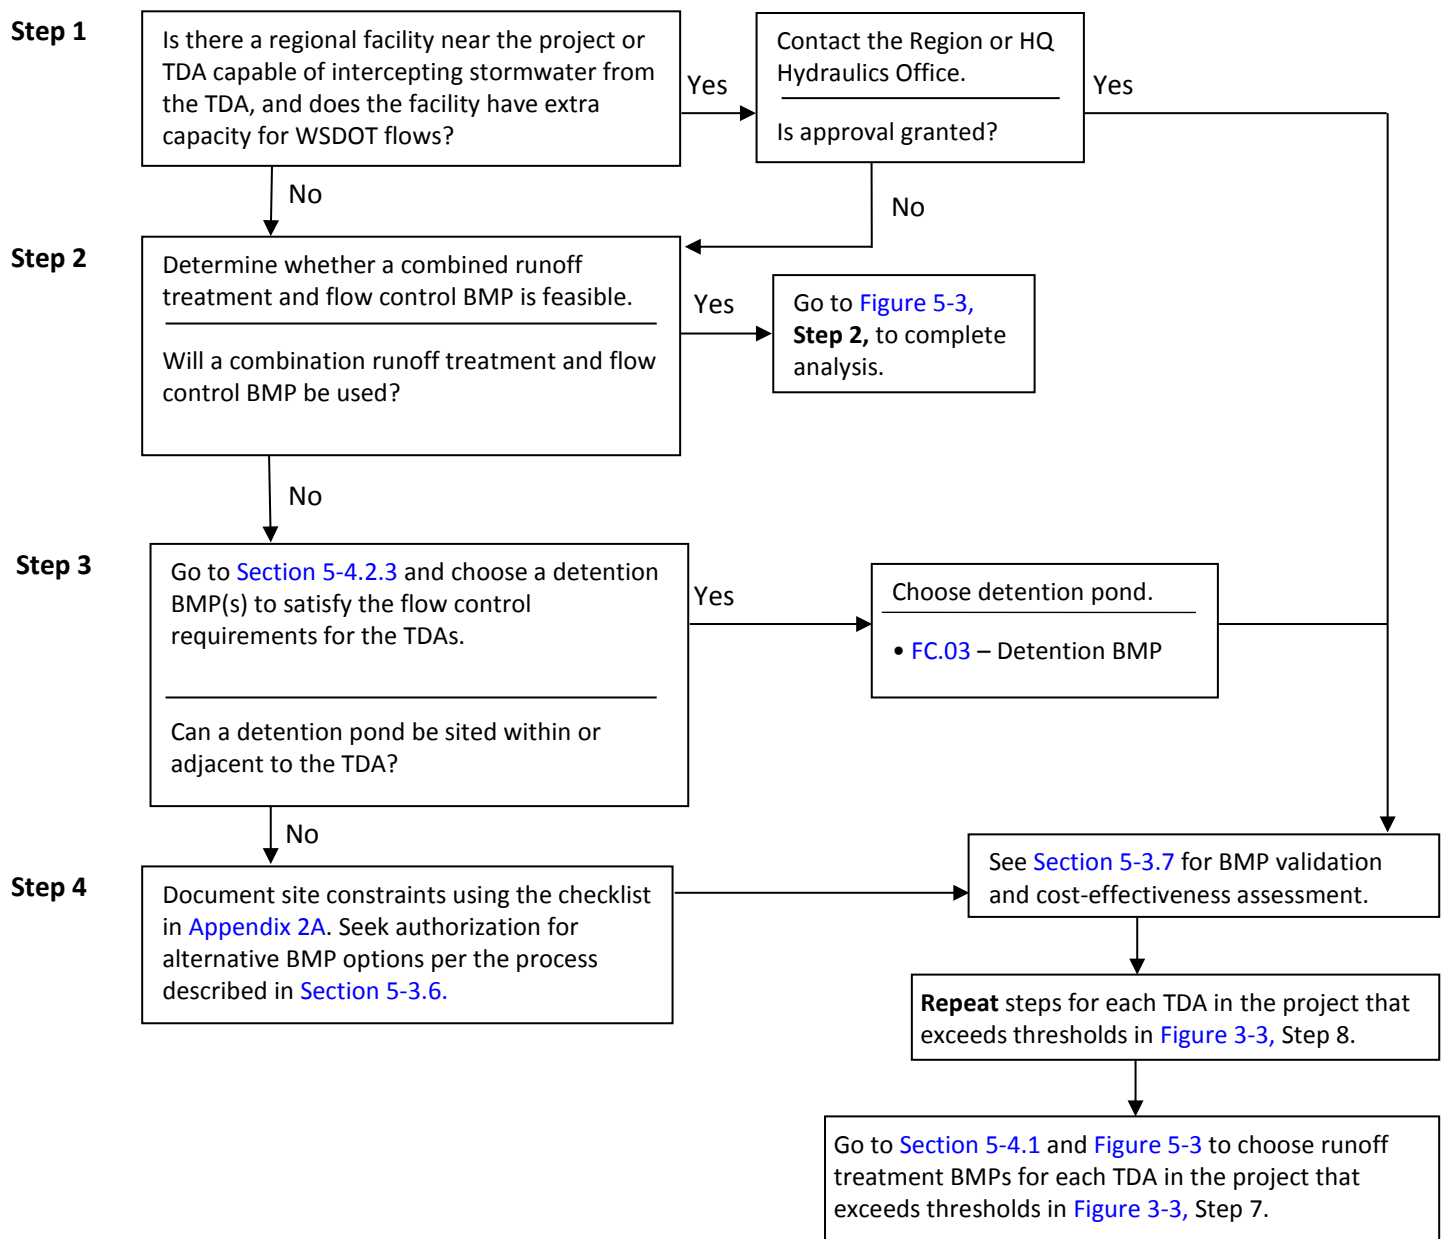 Step 1
Is there a regional facility near the project or
TDA capable of intercepting stormwater from
the TDA, and does the facility have extra
capacity for WSDOT flows?
Yes
Contact the Region or HQ
Hydraulics Office.
Is approval granted?
Yes
No
No
Step 2
Determine whether a combined runoff
treatment and flow control BMP is feasible.
Will a combination runoff treatment and flow
control BMP be used?
Yes
Go to Figure 5-3,
Step 2, to complete
analysis.
No
Step 3
Go to Section 5-4.2.3 and choose a detention
BMP(s) to satisfy the flow control
requirements for the TDAs.
Can a detention pond be sited within or
adjacent to the TDA?
Yes
Choose detention pond.
• FC.03 – Detention BMP
No
Step 4
Document site constraints using the checklist
in Appendix 2A. Seek authorization for
alternative BMP options per the process
described in Section 5-3.6.
See Section 5-3.7 for BMP validation
and cost-effectiveness assessment.
Repeat steps for each TDA in the project that
exceeds thresholds in Figure 3-3, Step 8.
Go to Section 5-4.1 and Figure 5-3 to choose runoff
treatment BMPs for each TDA in the project that
exceeds thresholds in Figure 3-3, Step 7.